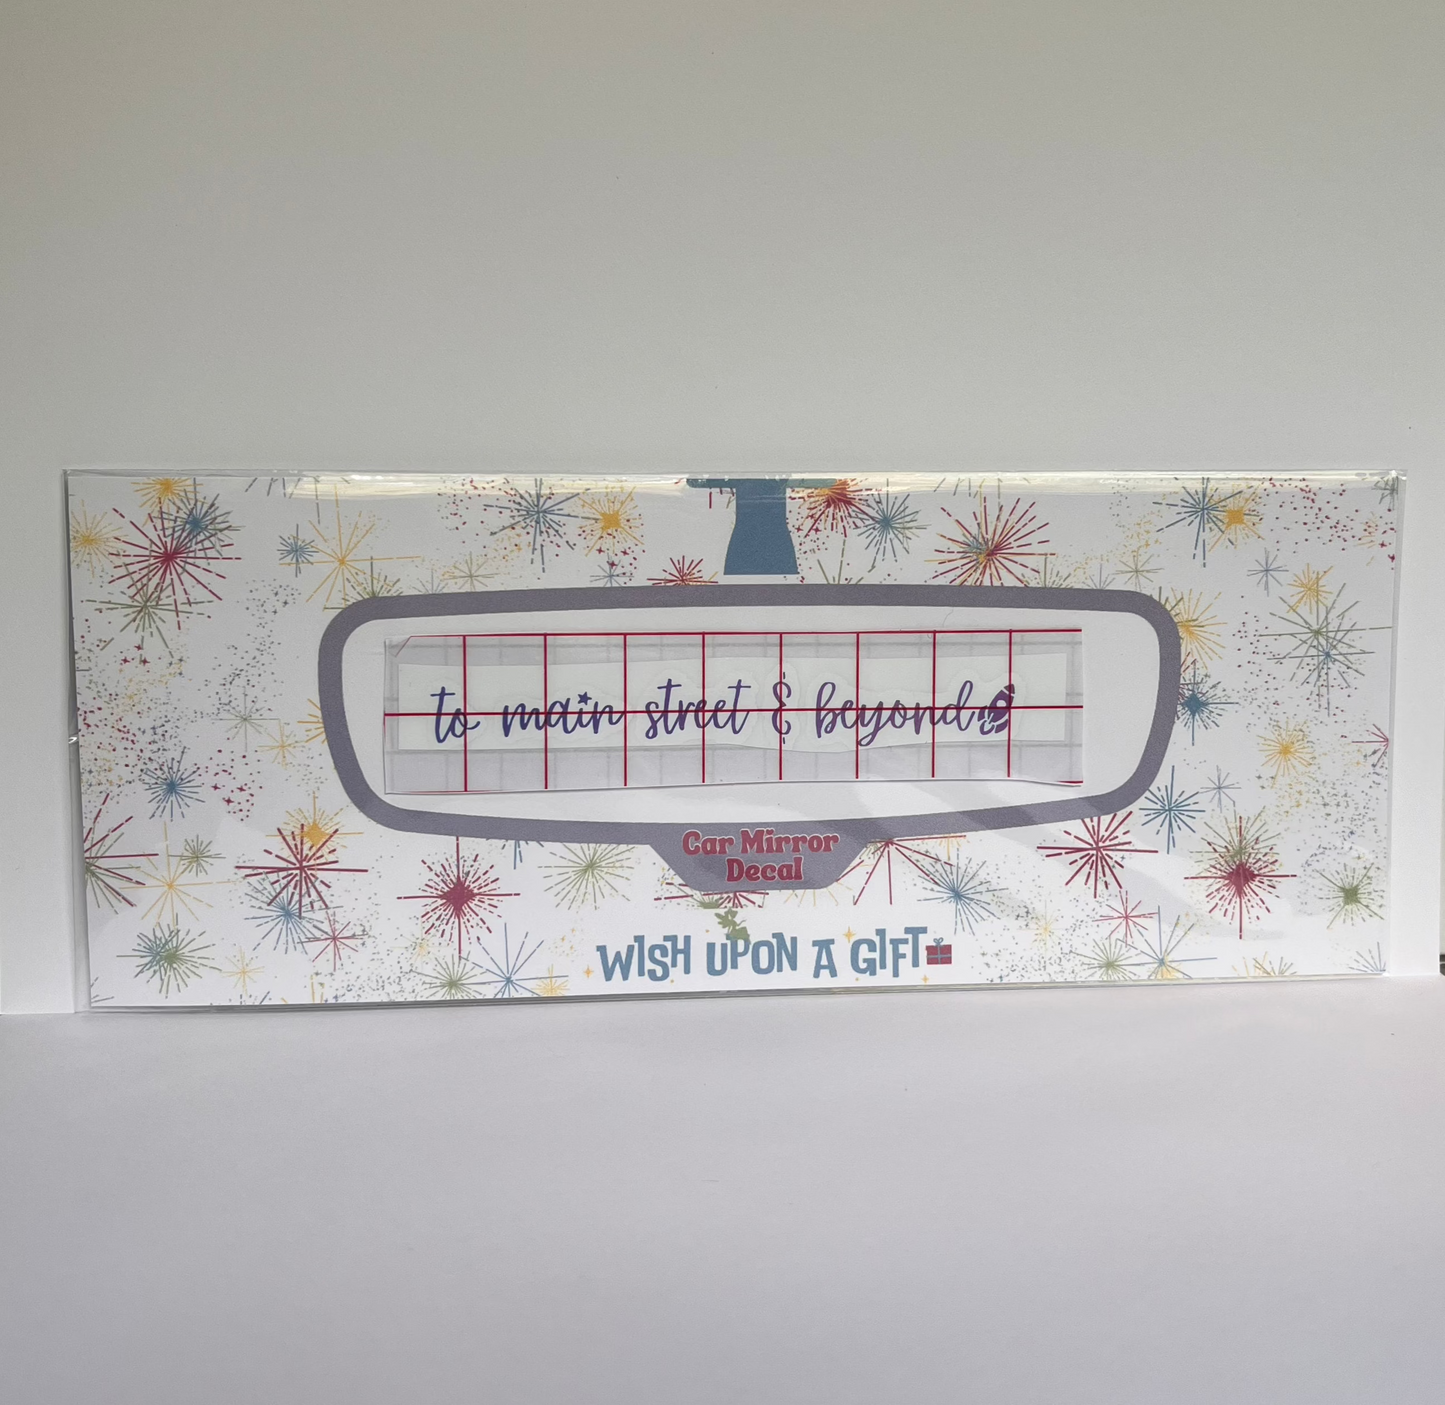 to main street & beyond
Car Mirror
Decal
WISH UPON A GIFT